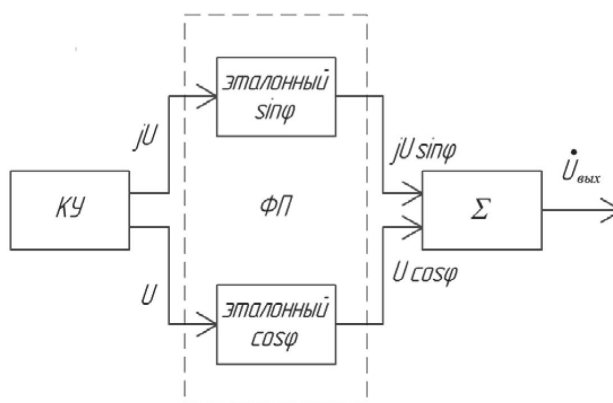 эталонный
sinφ
jU
jU sinφ
U̇вых
КУ
ФП
Σ
U
U cosφ
эталонный
cosφ